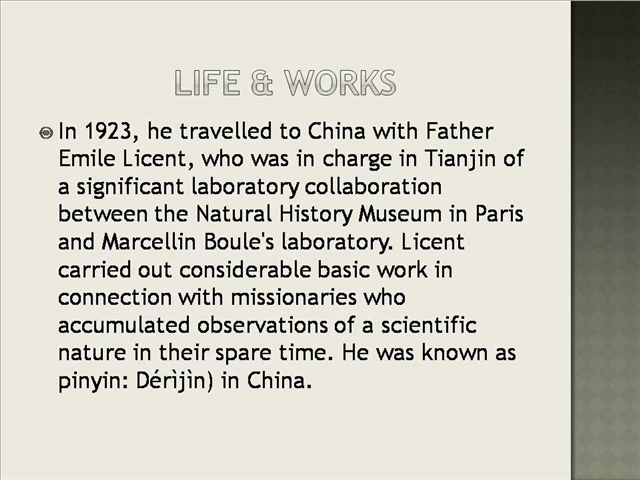 LIFE & WORKS
In 1923, he travelled to China with Father
Emile Licent, who was in charge in Tianjin of
a significant laboratory collaboration
between the Natural History Museum in Paris
and Marcellin Boule's laboratory. Licent
carried out considerable basic work in
connection with missionaries who
accumulated observations of a scientific
nature in their spare time. He was known as
pinyin: Dérìjìn) in China.